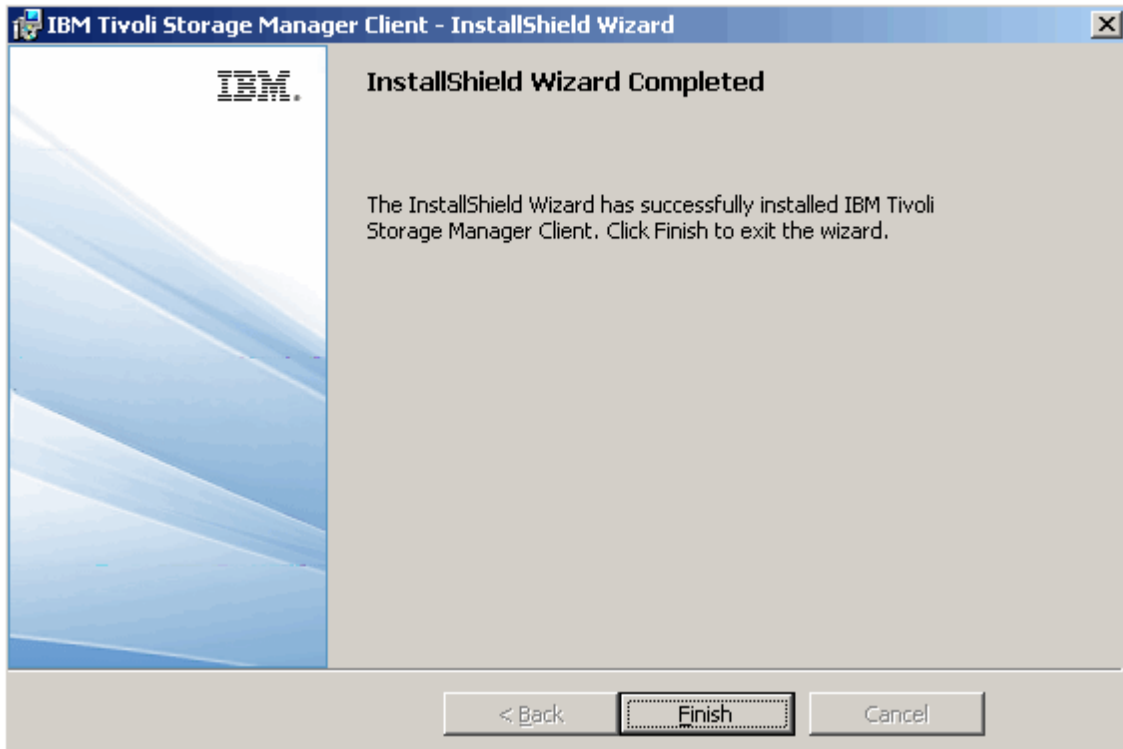 IBM Tivoli Storage Manager Client - InstallShield Wizard
IBM.
InstallShield Wizard Completed
The InstallShield Wizard has successfully installed IBM Tivoli
Storage Manager Client. Click Finish to exit the wizard.
< Back
Finish
Cancel